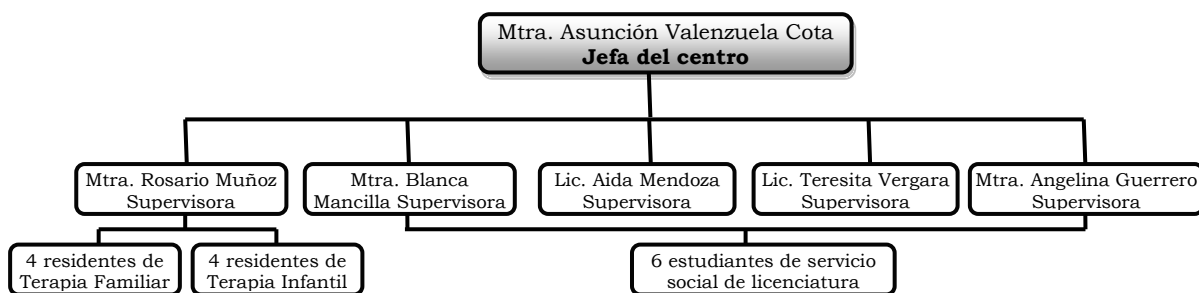 Mtra. Asunción Valenzuela Cota
Jefa del centro
Mtra. Rosario Muñoz
Supervisora
Mtra. Blanca
Mancilla Supervisora
Lic. Aida Mendoza
Supervisora
Lic. Teresita Vergara
Supervisora
Mtra. Angelina Guerrero
Supervisora
4 residentes de
Terapia Familiar
4 residentes de
Terapia Infantil
6 estudiantes de servicio
social de licenciatura